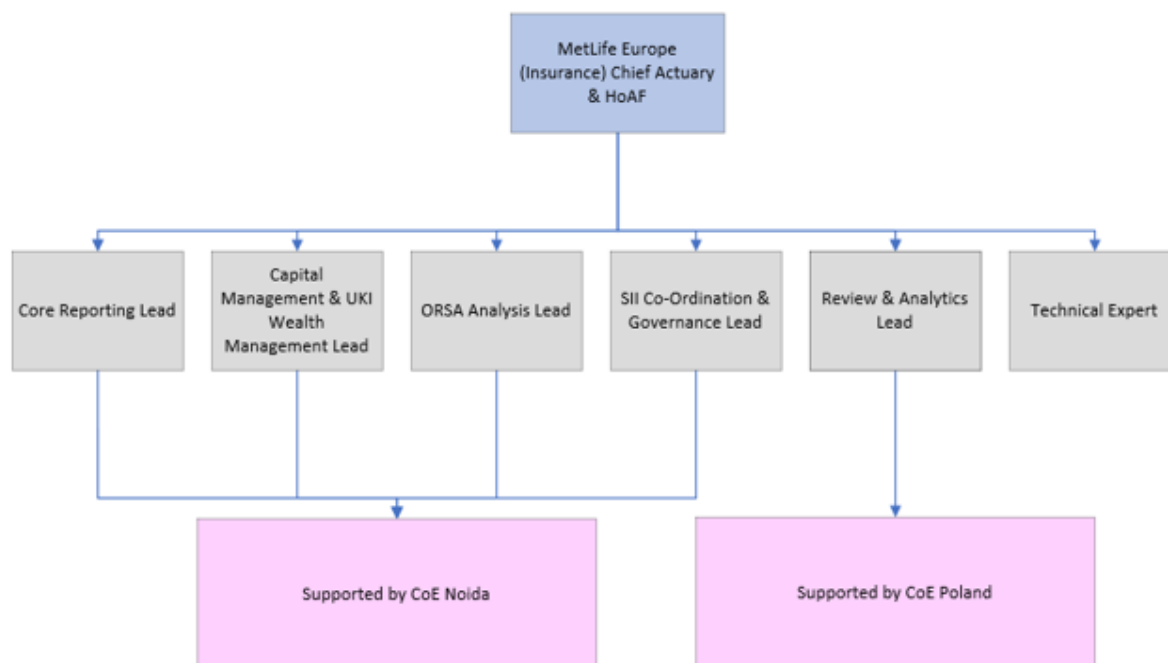 MetLife Europe
(Insurance) Chief Actuary
& HoAF
Core Reporting Lead
Capital
Management & UKI
Wealth
Management Lead
ORSA Analysis Lead
SII Co-Ordination &
Governance Lead
Review & Analytics
Lead
Technical Expert
Supported by CoE Noida
Supported by CoE Poland